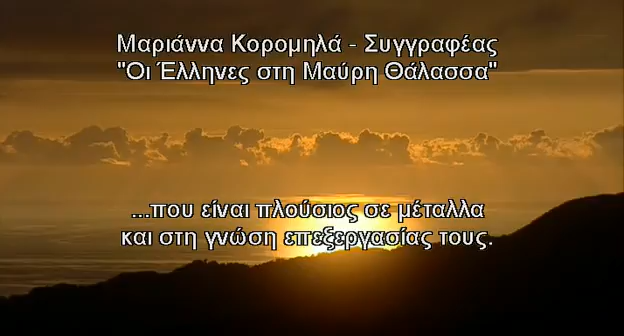 Μαριάννα Κορομηλά - Συγγραφέας
"Οι Έλληνες στη Μαύρη Θάλασσα"
...που είναι πλούσιος σε μέταλλα
και στη γνώση επεξεργασίας τους.